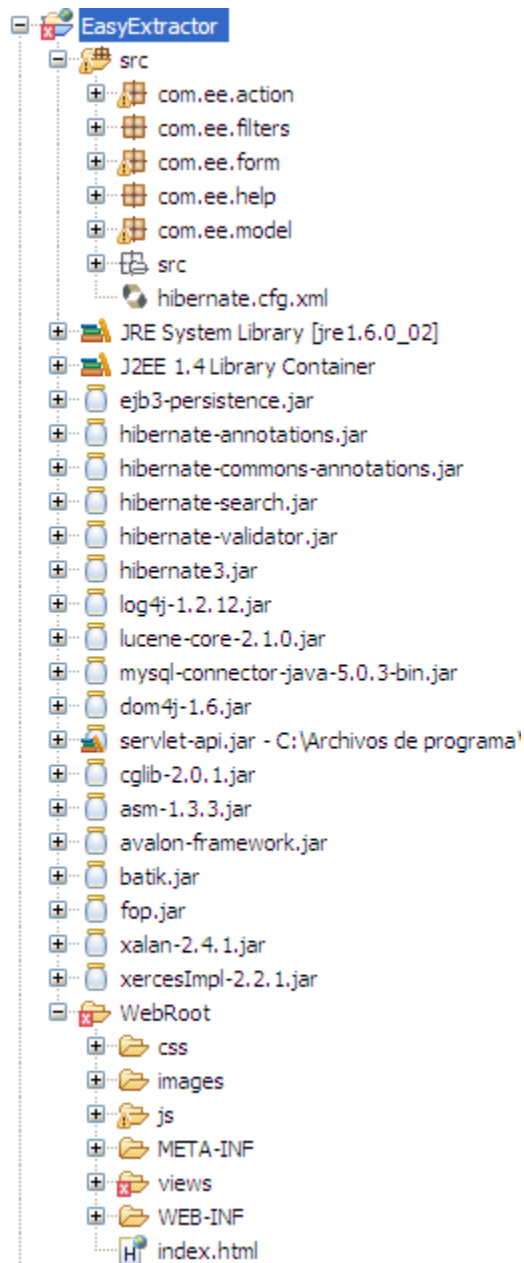 EasyExtractor
src
com.ee.action
com.ee.filters
com.ee.form
com.ee.help
com.ee.model
src
hibernate.cfg.xml
JRE System Library [jre1.6.0_02]
J2EE 1.4 Library Container
ejb3-persistence.jar
hibernate-annotations.jar
hibernate-commons-annotations.jar
hibernate-search.jar
hibernate-validator.jar
hibernate3.jar
log4j-1.2.12.jar
lucene-core-2.1.0.jar
mysql-connector-java-5.0.3-bin.jar
dom4j-1.6.jar
servlet-api.jar - C:\Archivos de programa\
cglib-2.0.1.jar
asm-1.3.3.jar
avalon-framework.jar
batik.jar
fop.jar
xalan-2.4.1.jar
xercesImpl-2.2.1.jar
WebRoot
css
images
js
META-INF
views
WEB-INF
index.html